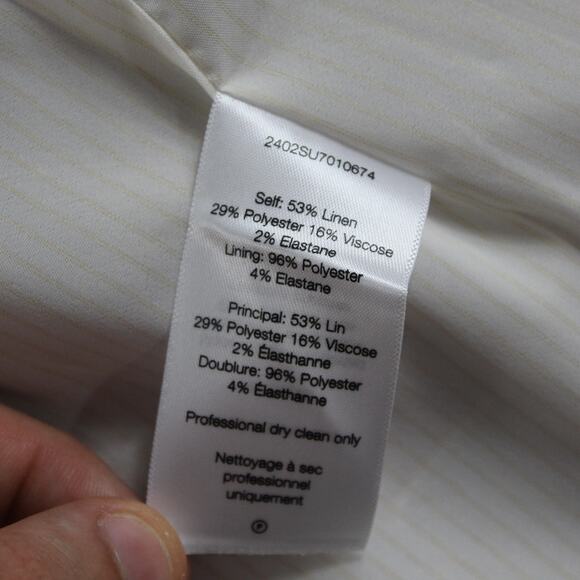 2402SU7010674
Self: 53% Linen
29% Polyester 16% Viscose
2% Elastane
Lining: 96% Polyester
4% Elastane
Principal: 53% Lin
29% Polyester 16% Viscose
2% Élasthanne
Doublure: 96% Polyester
4% Élasthanne
Professional dry clean only
Nettoyage à sec
professionnel
uniquement
P